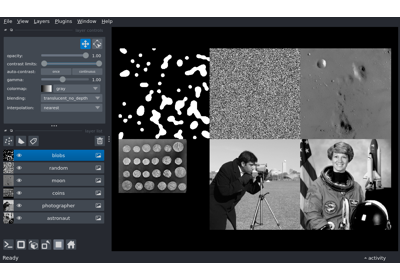 File View Layers Plugins Window Help
opacity: 1.00
contrast limits:
auto-contrast: once continuous
gamma: 1.00
colormap: gray
blending: translucent_no_depth
interpolation: nearest
blobs
random
moon
coins
photographer
astronaut
Ready
activity